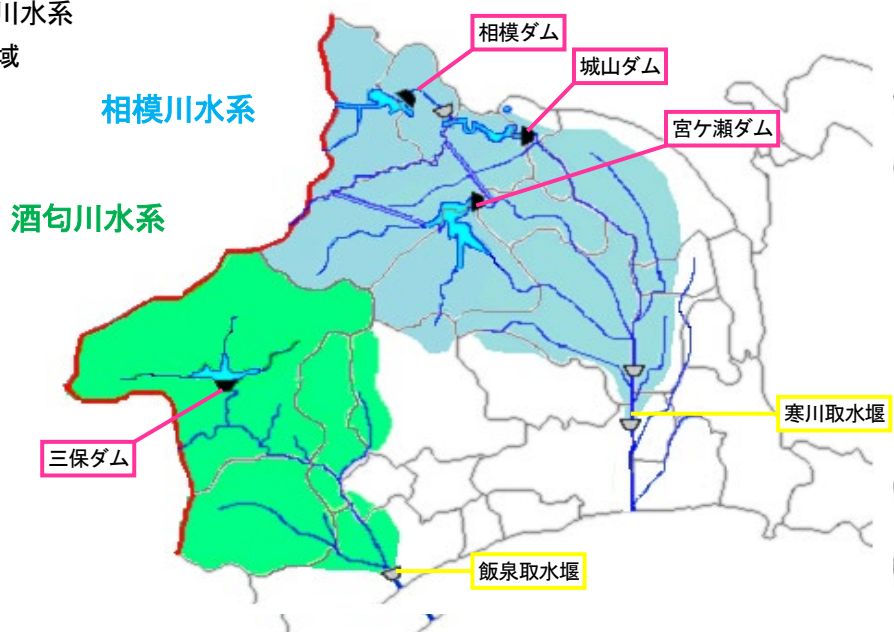 川水系
域
相模ダム
城山ダム
相模川水系
宮ケ瀬ダム
酒匂川水系
寒川取水堰
三保ダム
飯泉取水堰